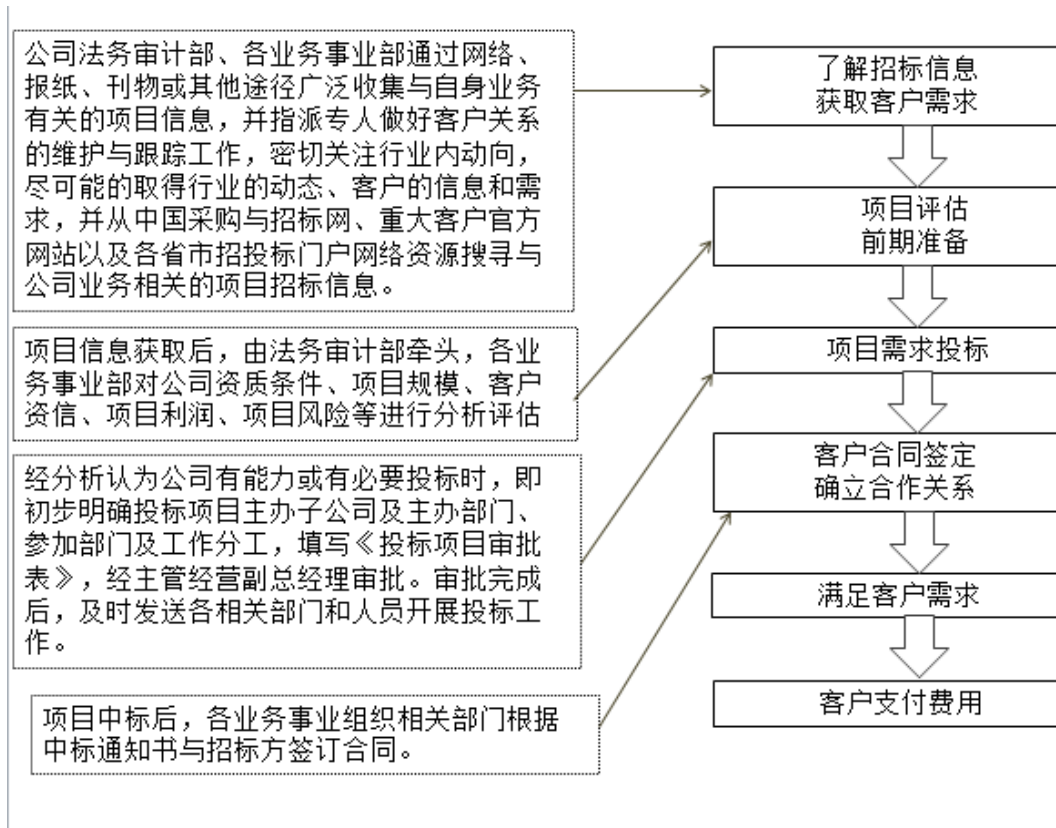 公司法务审计部、各业务事业部通过网络、
报纸、刊物或其他途径广泛收集与自身业务
有关的项目信息，并指派专人做好客户关系
的维护与跟踪工作，密切关注行业内动向，
尽可能的取得行业的动态、客户的信息和需
求，并从中国采购与招标网、重大客户官方
网站以及各省市招投标门户网络资源搜寻与
公司业务相关的项目招标信息。
了解招标信息
获取客户需求
项目信息获取后，由法务审计部牵头，各业
务事业部对公司资质条件、项目规模、客户
资信、项目利润、项目风险等进行分析评估
项目评估
前期准备
经分析认为公司有能力或有必要投标时，即
初步明确投标项目主办子公司及主办部门、
参加部门及工作分工，填写《投标项目审批
表》，经主管经营副总经理审批。审批完成
后，及时发送各相关部门和人员开展投标工
作。
项目需求投标
项目中标后，各业务事业组织相关部门根据
中标通知书与招标方签订合同。
客户合同签定
确立合作关系
满足客户需求
客户支付费用